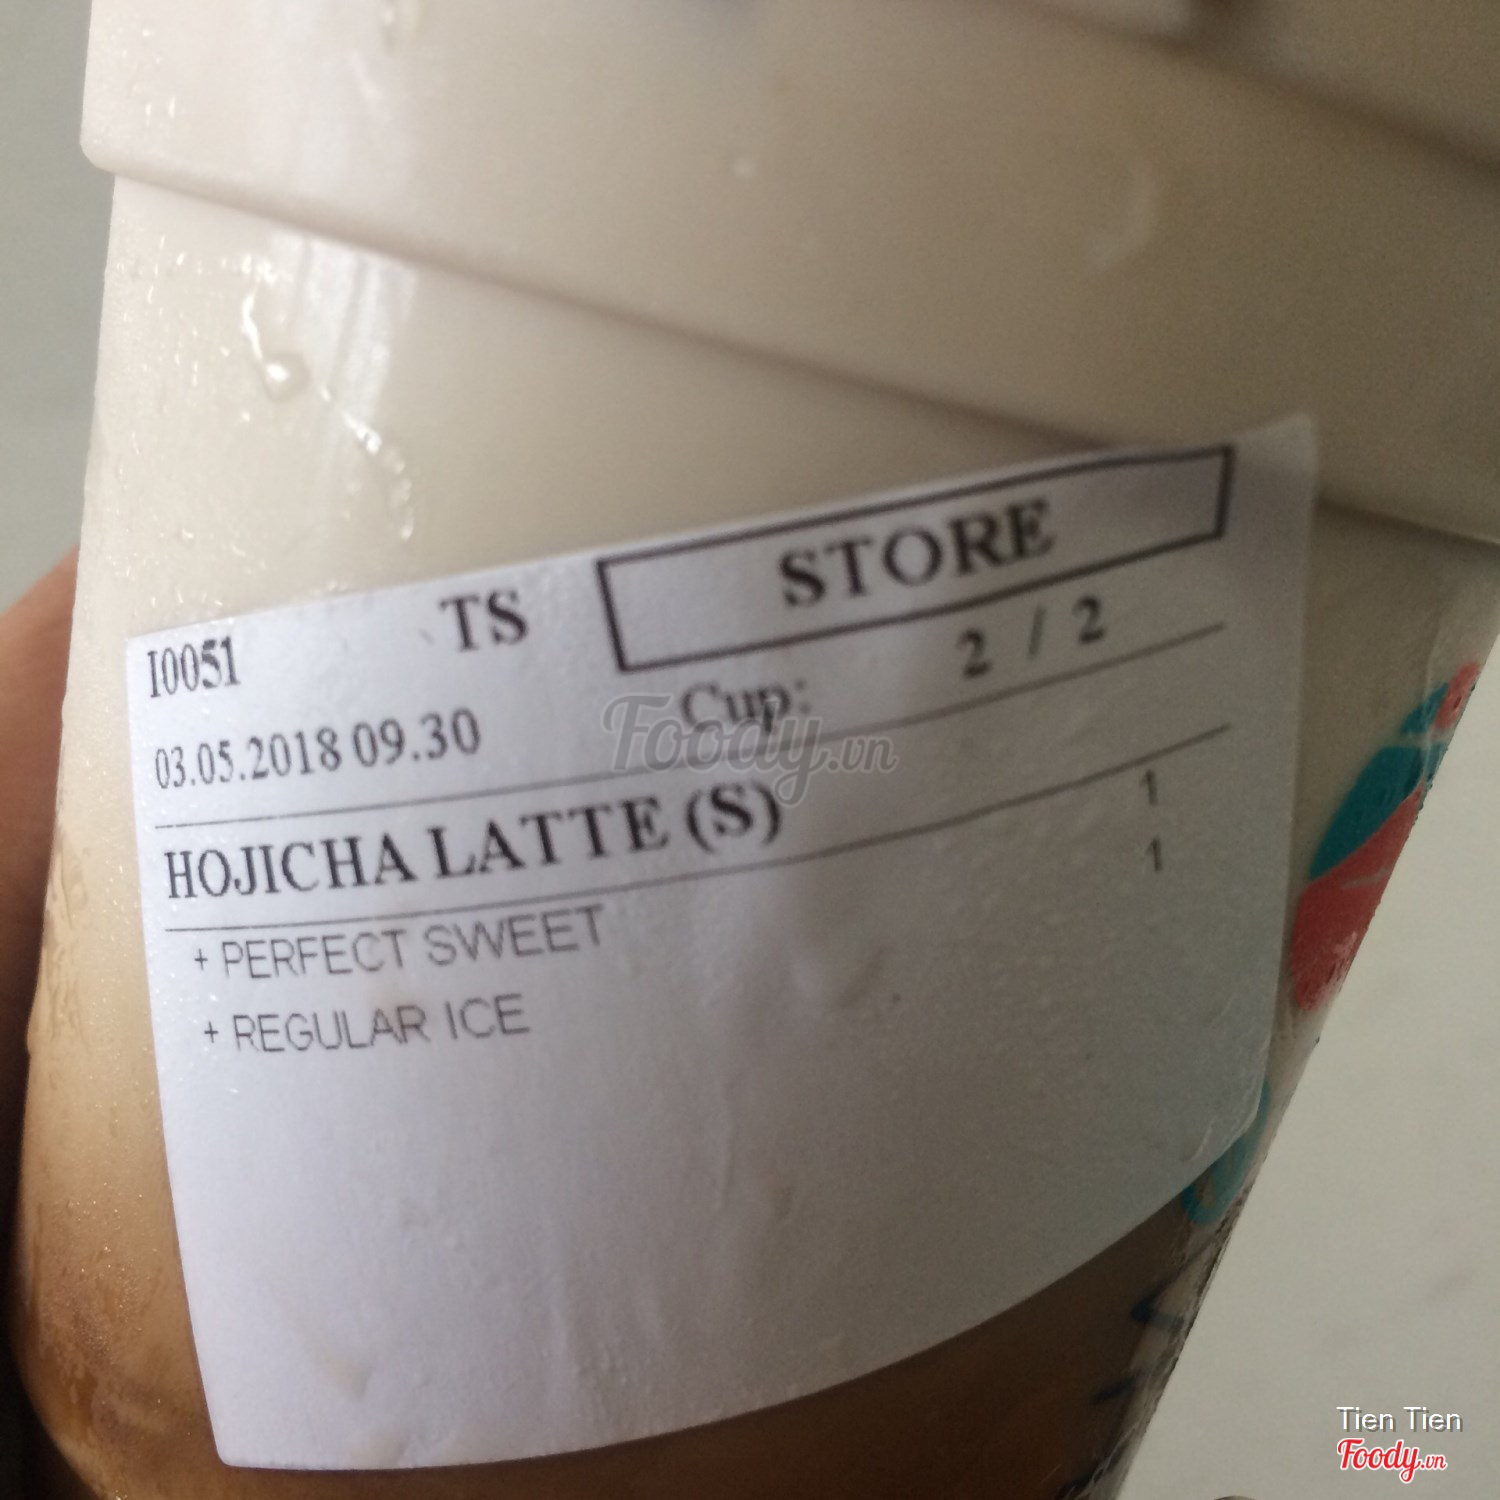 STORE
I0051 TS
Cup: 2 / 2
03.05.2018 09.30
HOJICHA LATTE (S) 1
+ PERFECT SWEET 1
+ REGULAR ICE
Foody.vn
Tien Tien
Foody.vn